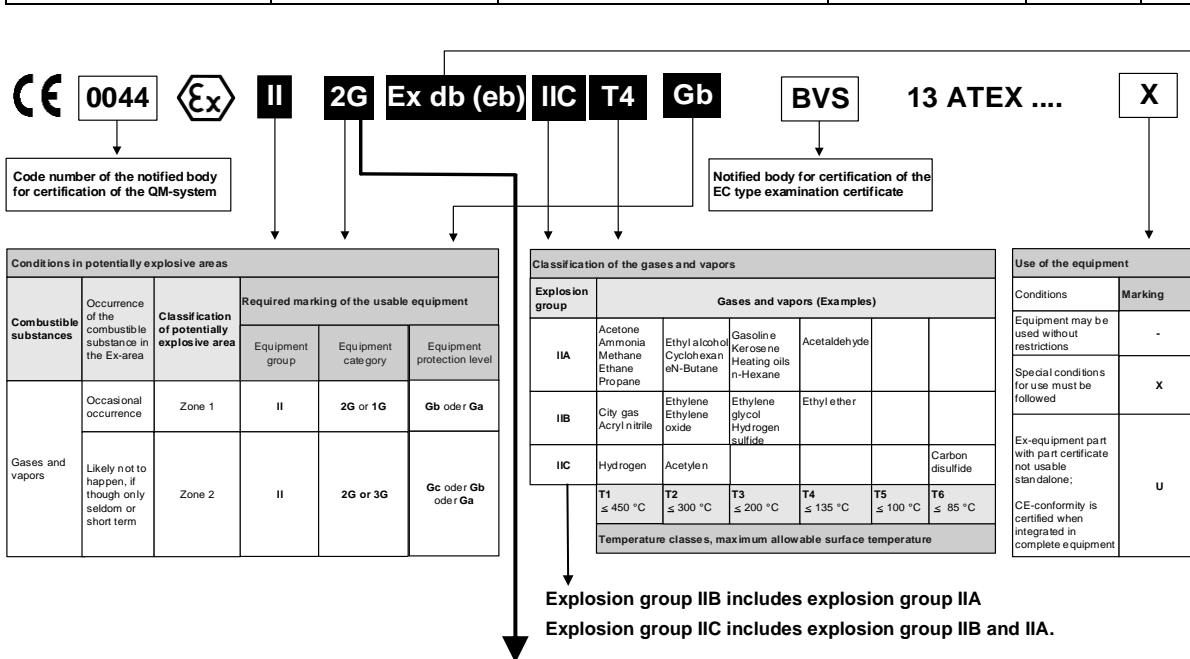 CE 0044 Ex II 2G Ex db (eb) IIC T4 Gb BVS 13 ATEX .... X
Code number of the notified body
for certification of the QM-system
Notified body for certification of the
EC type examination certificate
Conditions in potentially explosive areas
Combustible
substances
Occurrence
of the
combustible
substance in
the Ex-area
Classification
of potentially
explosive area
Required marking of the usable equipment
Equipment
group
Equipment
category
Equipment
protection level
Gases and
vapors
Occasional
occurrence
Zone 1
II
2G or 1G
Gb oder Ga
Likely not to
happen, if
though only
seldom or
short term
Zone 2
II
2G or 3G
Gc oder Gb
oder Ga
Classification of the gases and vapors
Explosion
group
Gases and vapors (Examples)
IIA
Acetone
Ammonia
Methane
Ethane
Propane
Ethyl alcohol
Cyclohexan
eN-Butane
Gasoline
Kerosene
Heating oils
n-Hexane
Acetaldehyde
IIB
City gas
Acryl nitrile
Ethylene
Ethylene
oxide
Ethylene
glycol
Hydrogen
sulfide
Ethyl ether
IIC
Hydrogen
Acetylen
Carbon
disulfide
T1
≤ 450 °C
T2
≤ 300 °C
T3
≤ 200 °C
T4
≤ 135 °C
T5
≤ 100 °C
T6
≤ 85 °C
Temperature classes, maximum allowable surface temperature
Use of the equipment
Conditions
Marking
Equipment may be
used without
restrictions
-
Special conditions
for use must be
followed
X
Ex-equipment part
with part certificate
not usable
standalone;
CE-conformity is
certified when
integrated in
complete equipment
U
Explosion group IIB includes explosion group IIA
Explosion group IIC includes explosion group IIB and IIA.